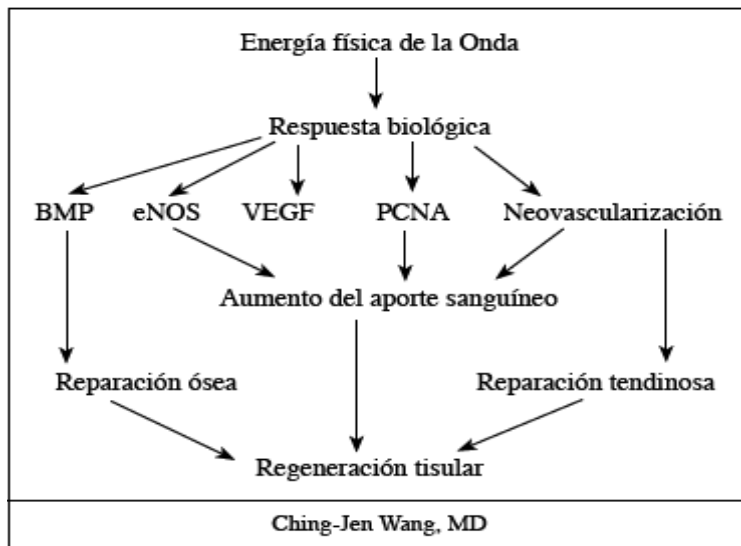 Energía física de la Onda
Respuesta biológica
BMP eNOS VEGF PCNA Neovascularización
Aumento del aporte sanguíneo
Reparación ósea Reparación tendinosa
Regeneración tisular
Ching-Jen Wang, MD